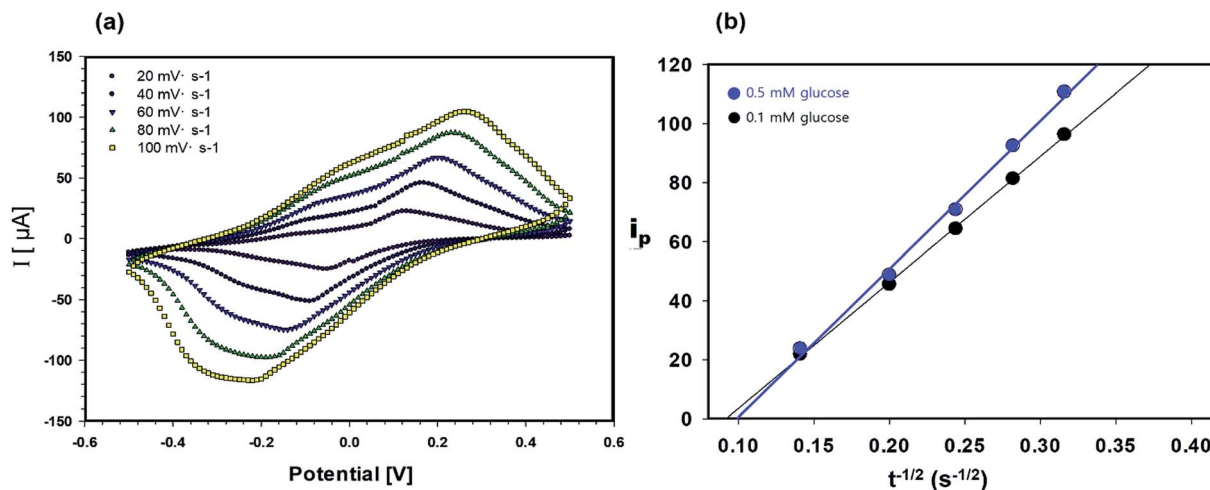 (a)
150
100
50
0
-50
-100
-150
I [ µA]
20 mV· s-1
40 mV· s-1
60 mV· s-1
80 mV· s-1
100 mV· s-1
-0.6
-0.4
-0.2
0.0
0.2
0.4
0.6
Potential [V]
(b)
120
100
80
60
40
20
0
ip
0.5 mM glucose
0.1 mM glucose
0.10
0.15
0.20
0.25
0.30
0.35
0.40
t-1/2 (s-1/2)